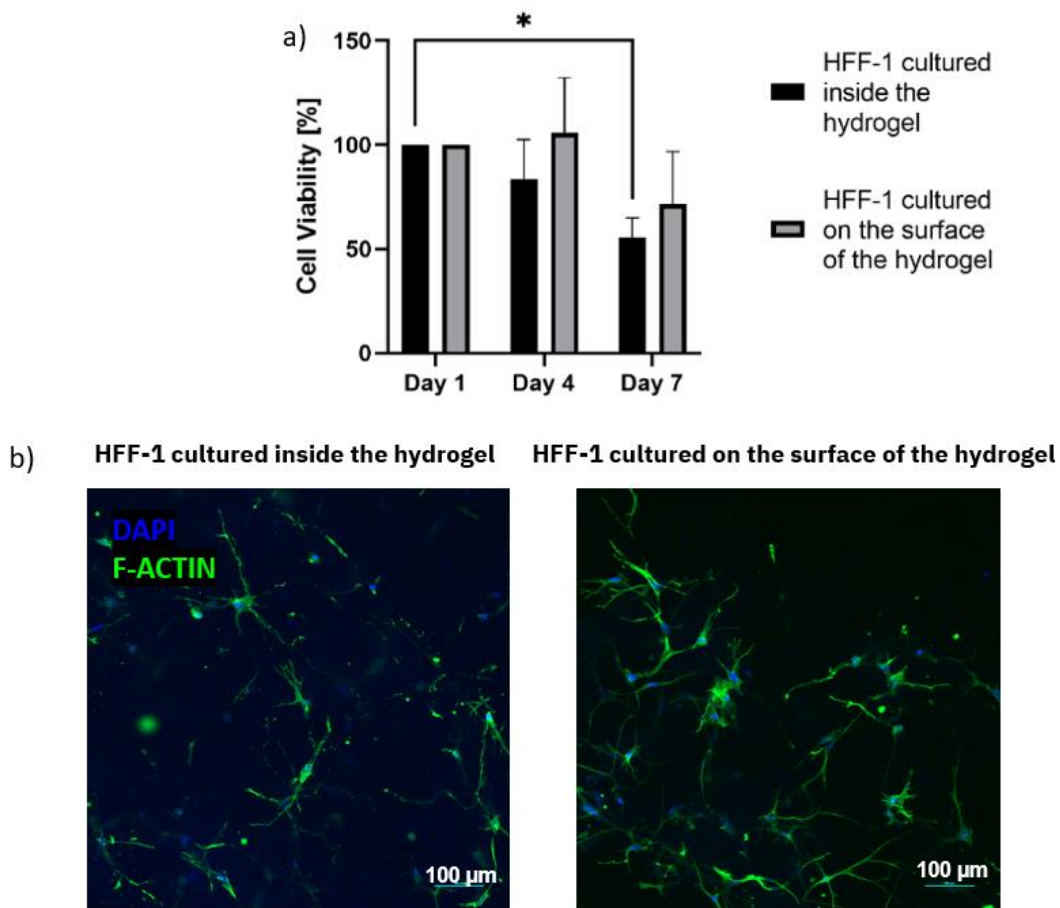 a)
*
150
100
50
0
Cell Viability [%]
Day 1 Day 4 Day 7
HFF-1 cultured
inside the
hydrogel
HFF-1 cultured
on the surface
of the hydrogel
b)
HFF-1 cultured inside the hydrogel
HFF-1 cultured on the surface of the hydrogel
DAPI
F-ACTIN
100 µm
100 µm